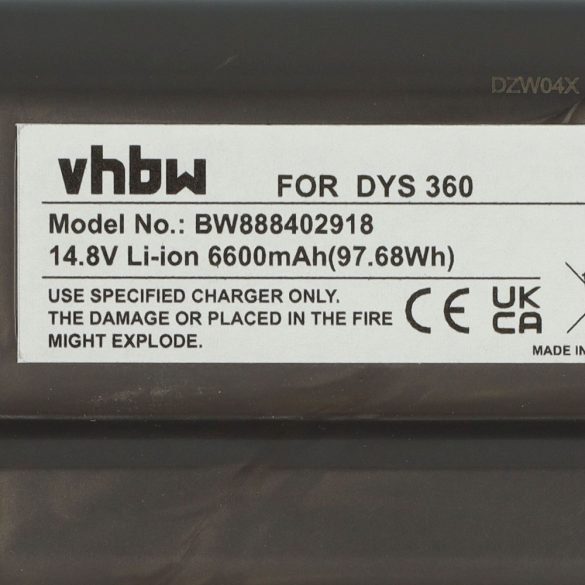 DZW04X
vhbw
FOR DYS 360
Model No.: BW888402918
14.8V Li-ion 6600mAh(97.68Wh)
USE SPECIFIED CHARGER ONLY.
THE DAMAGE OR PLACED IN THE FIRE
MIGHT EXPLODE.
CE
UK
CA
MADE IN